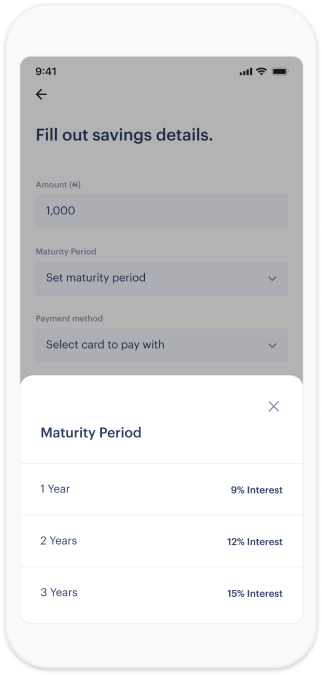 9:41
Fill out savings details.
Amount (₦)
1,000
Maturity Period
Set maturity period
Payment method
Select card to pay with
Maturity Period
1 Year 9% Interest
2 Years 12% Interest
3 Years 15% Interest